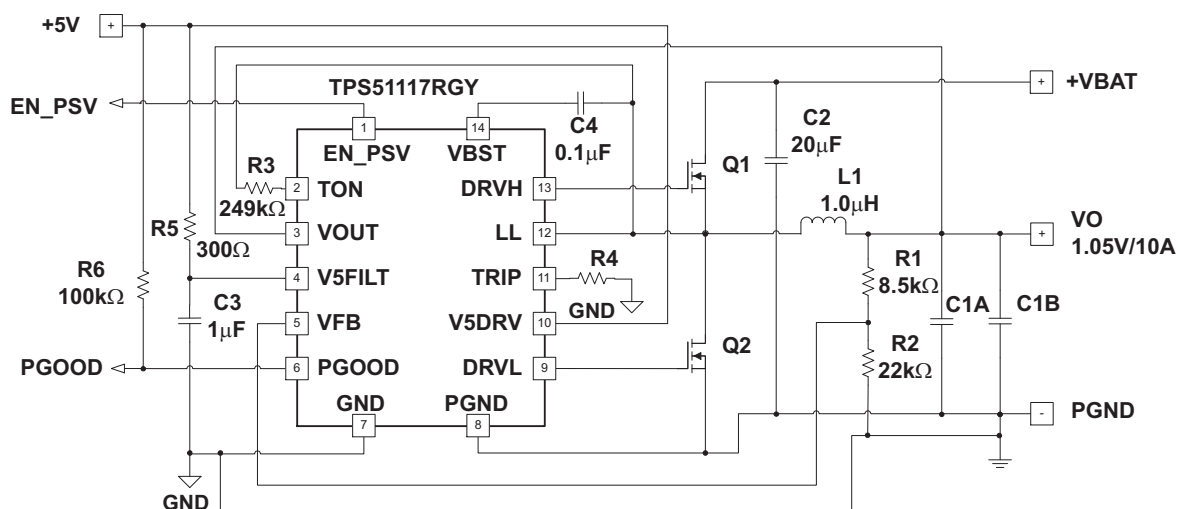 +5V
+
TPS51117RGY
EN_PSV
+
+VBAT
1
14
C4
0.1μF
C2
20μF
EN_PSV
VBST
R3
249kΩ
2
TON
DRVH
13
Q1
L1
1.0μH
R5
300Ω
3
VOUT
LL
12
+
VO
1.05V/10A
R6
100kΩ
4
V5FILT
TRIP
11
R4
GND
R1
8.5kΩ
C3
1μF
C1A
C1B
5
VFB
V5DRV
10
R2
22kΩ
Q2
PGOOD
6
PGOOD
DRVL
9
GND
PGND
7
8
-
PGND
GND